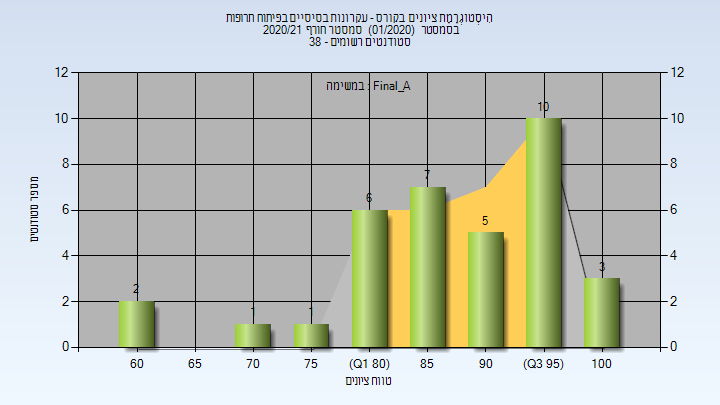 הִיסטוגרַמַת ציונים בקורס - עקרונות בסיסיים בפיתוח תרופות
בסמסטר (01/2020) סמסטר חורף 2020/21
סטודנטים רשומים - 38
במשימה : Final_A
מספר סטודנטים
12 12
10 10
8 8
6 6
4 4
2 2
0 0
2 1 1 6 7 5 10 3
60 65 70 75 (Q1 80) 85 90 (Q3 95) 100
טווח ציונים